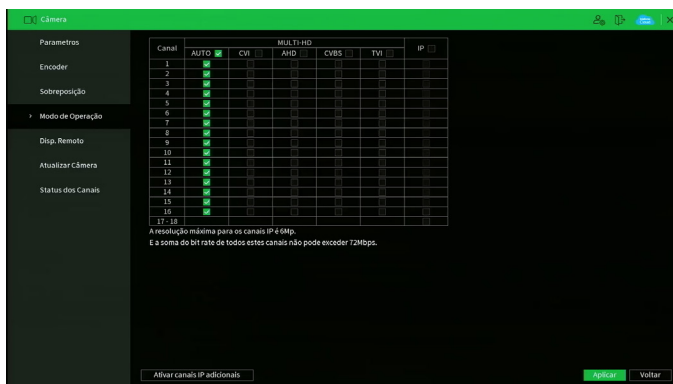 Câmera
Parametros
Encoder
Sobreposição
> Modo de Operação
Disp. Remoto
Atualizar Câmera
Status dos Canais
Canal MULTI-HD IP
AUTO CVI AHD CVBS TVI
1
2
3
4
5
6
7
8
9
10
11
12
13
14
15
16
17 - 18
A resolução máxima para os canais IP é 6Mp.
E a soma do bit rate de todos estes canais não pode exceder 72Mbps.
Ativar canais IP adicionais
Aplicar Voltar